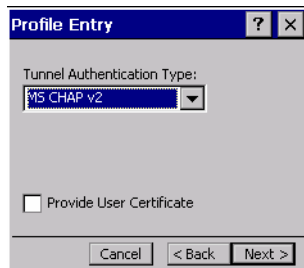 Profile Entry ? ×
Tunnel Authentication Type:
MS CHAP v2
Provide User Certificate
Cancel < Back Next >